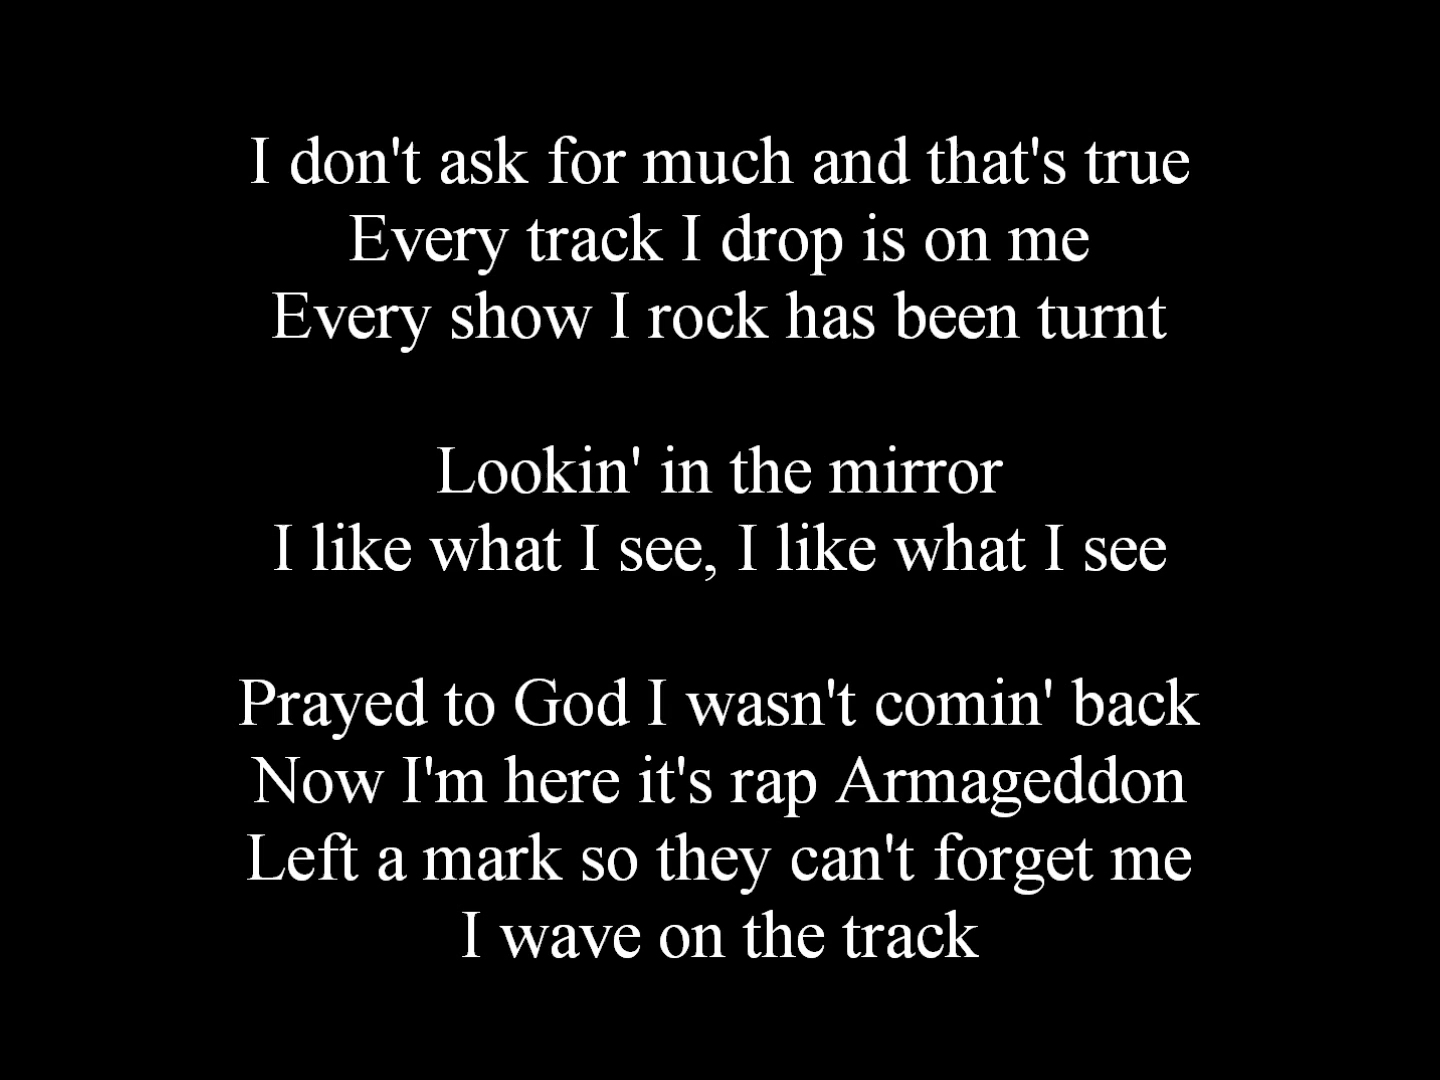 I don't ask for much and that's true
Every track I drop is on me
Every show I rock has been turnt
Lookin' in the mirror
I like what I see, I like what I see
Prayed to God I wasn't comin' back
Now I'm here it's rap Armageddon
Left a mark so they can't forget me
I wave on the track